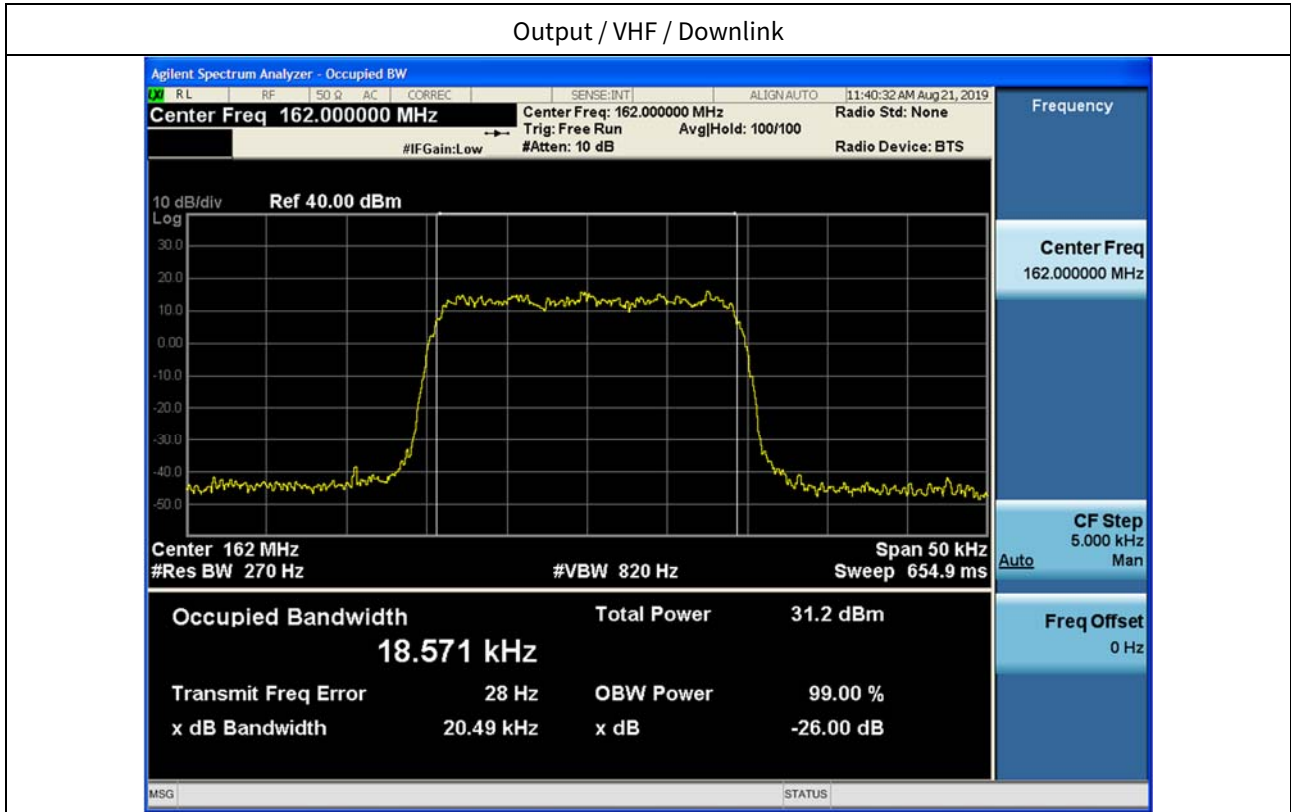 Output / VHF / Downlink
Agilent Spectrum Analyzer - Occupied BW
LXI RL RF 50 Ω AC CORREC SENSE:INT ALIGN AUTO 11:40:32 AM Aug 21, 2019
Center Freq 162.000000 MHz
Center Freq: 162.000000 MHz
Radio Std: None
Trig: Free Run Avg|Hold: 100/100
#IFGain:Low
#Atten: 10 dB
Radio Device: BTS
10 dB/div Ref 40.00 dBm
Log
30.0
20.0
10.0
0.00
-10.0
-20.0
-30.0
-40.0
-50.0
Center 162 MHz Span 50 kHz
#Res BW 270 Hz #VBW 820 Hz Sweep 654.9 ms
Occupied Bandwidth Total Power 31.2 dBm
18.571 kHz
Transmit Freq Error 28 Hz OBW Power 99.00 %
x dB Bandwidth 20.49 kHz x dB -26.00 dB
MSG STATUS
Frequency
Center Freq
162.000000 MHz
CF Step
5.000 kHz
Auto Man
Freq Offset
0 Hz